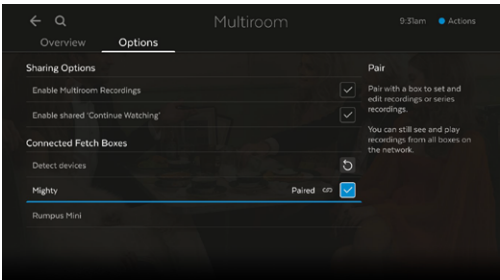 Multiroom
9:31am
Actions
Overview
Options
Sharing Options
Enable Multiroom Recordings
Enable shared 'Continue Watching'
Connected Fetch Boxes
Detect devices
Mighty
Paired
Rumpus Mini
Pair
Pair with a box to set and
edit recordings or series
recordings.
You can still see and play
recordings from all boxes on
the network.